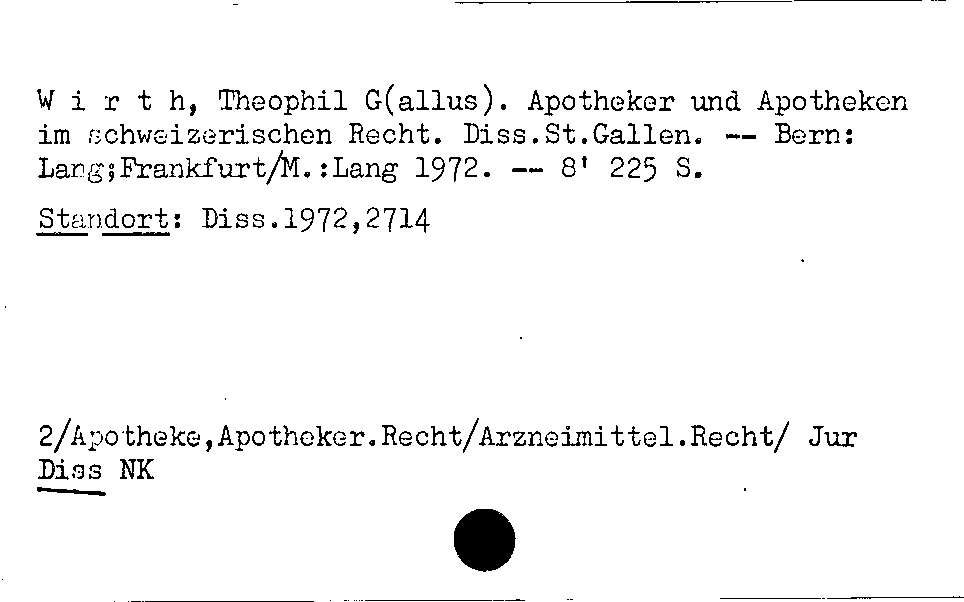 W i r t h, Theophil G(allus). Apotheker und Apotheken
im schweizerischen Recht. Diss.St.Gallen. -- Bern:
Lang;Frankfurt/M.:Lang 1972. -- 8' 225 S.
Standort: Diss.1972,2714
2/Apotheke,Apotheker.Recht/Arzneimittel.Recht/ Jur
Diss NK